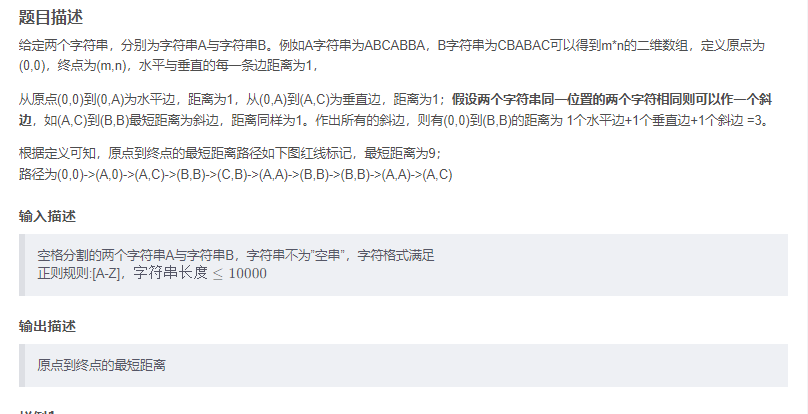 题目描述
给定两个字符串，分别为字符串A与字符串B。例如A字符串为ABCABBA，B字符串为CBABAC可以得到m*n的二维数组，定义原点为
(0,0)，终点为(m,n)，水平与垂直的每一条边距离为1，
从原点(0,0)到(0,A)为水平边，距离为1，从(0,A)到(A,C)为垂直边，距离为1；假设两个字符串同一位置的两个字符相同则可以作一个斜
边，如(A,C)到(B,B)最短距离为斜边，距离同样为1。作出所有的斜边，则有(0,0)到(B,B)的距离为 1个水平边+1个垂直边+1个斜边 =3。
根据定义可知，原点到终点的最短距离路径如下图红线标记，最短距离为9；
路径为(0,0)->(A,0)->(A,C)->(B,B)->(C,B)->(A,A)->(B,B)->(B,B)->(A,A)->(A,C)
输入描述
空格分割的两个字符串A与字符串B，字符串不为"空串"，字符格式满足
正则规则:[A-Z]，字符串长度 ≤ 10000
输出描述
原点到终点的最短距离